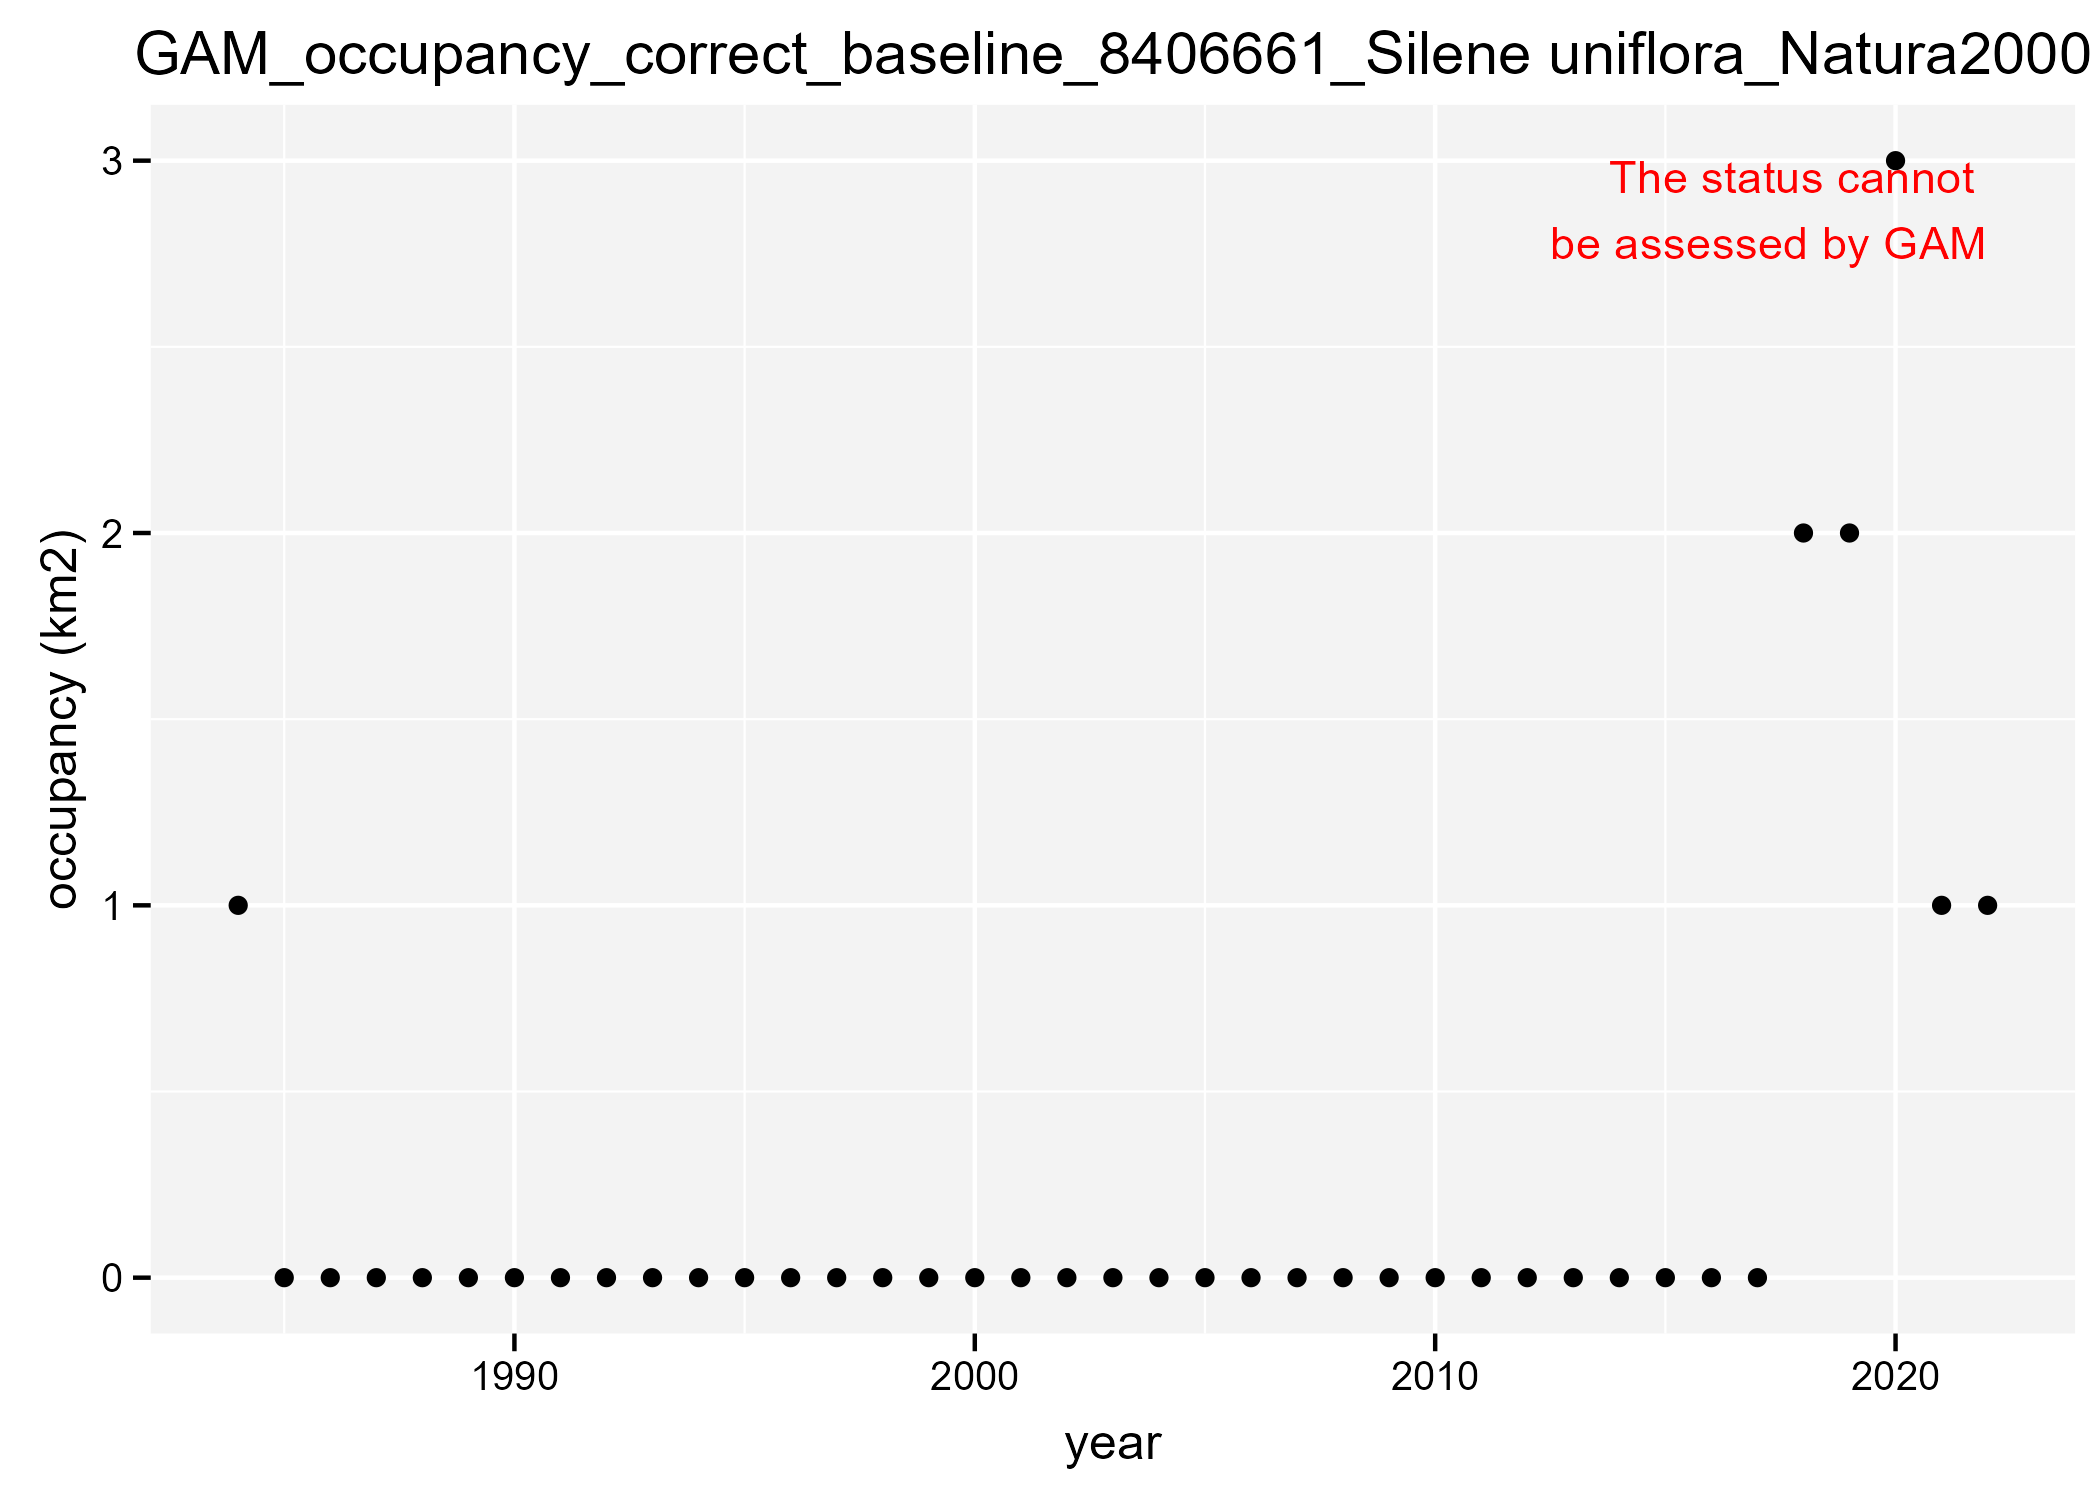 GAM_occupancy_correct_baseline_8406661_Silene uniflora_Natura2000
3
The status cannot
be assessed by GAM
2
occupancy (km2)
1
0
1990 2000 2010 2020
year